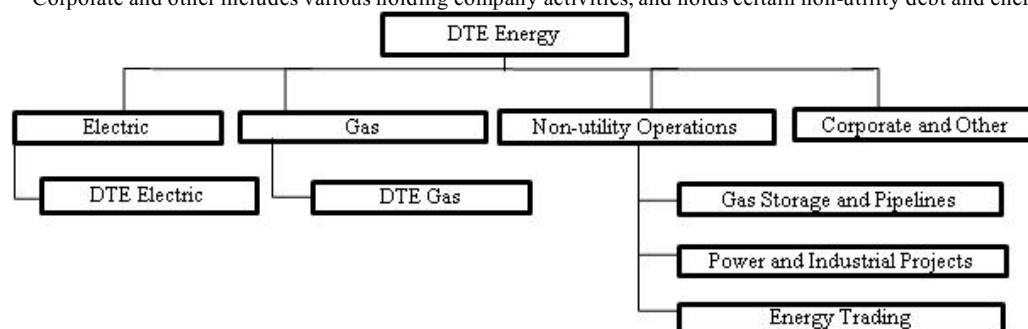 Corporate and other includes various holding company activities, and holds certain non-utility debt and
DTE Energy
Electric
Gas
Non-utility Operations
Corporate and Other
DTE Electric
DTE Gas
Gas Storage and Pipelines
Power and Industrial Projects
Energy Trading